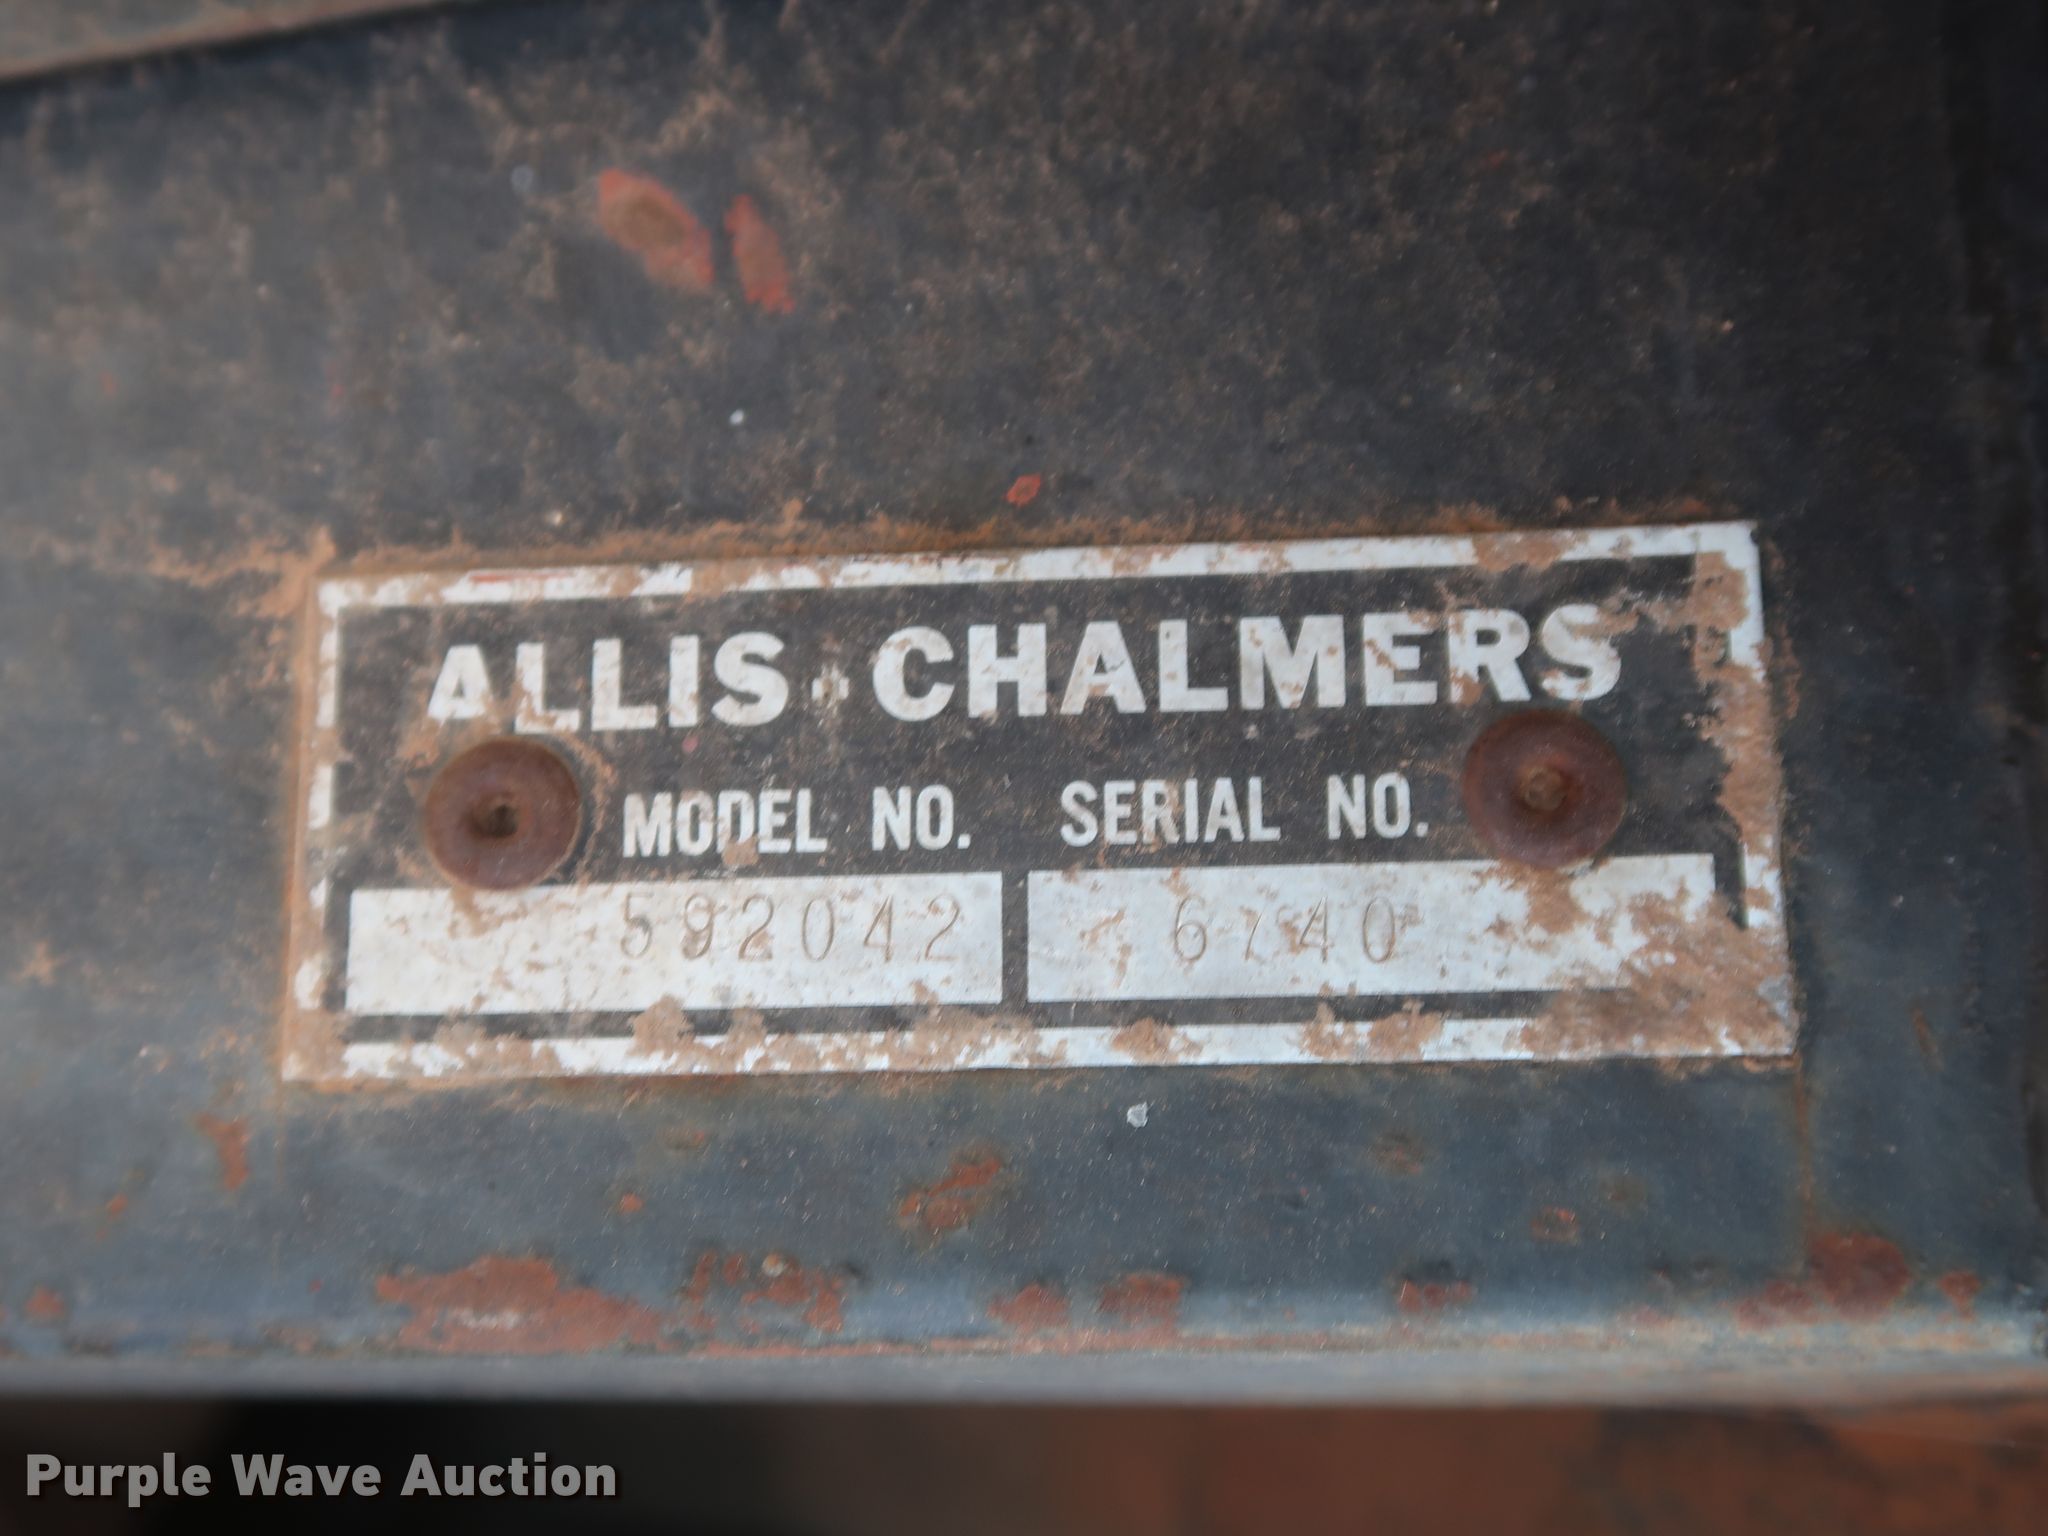 ALLIS-CHALMERS
MODEL NO. SERIAL NO.
592042 6740
Purple Wave Auction